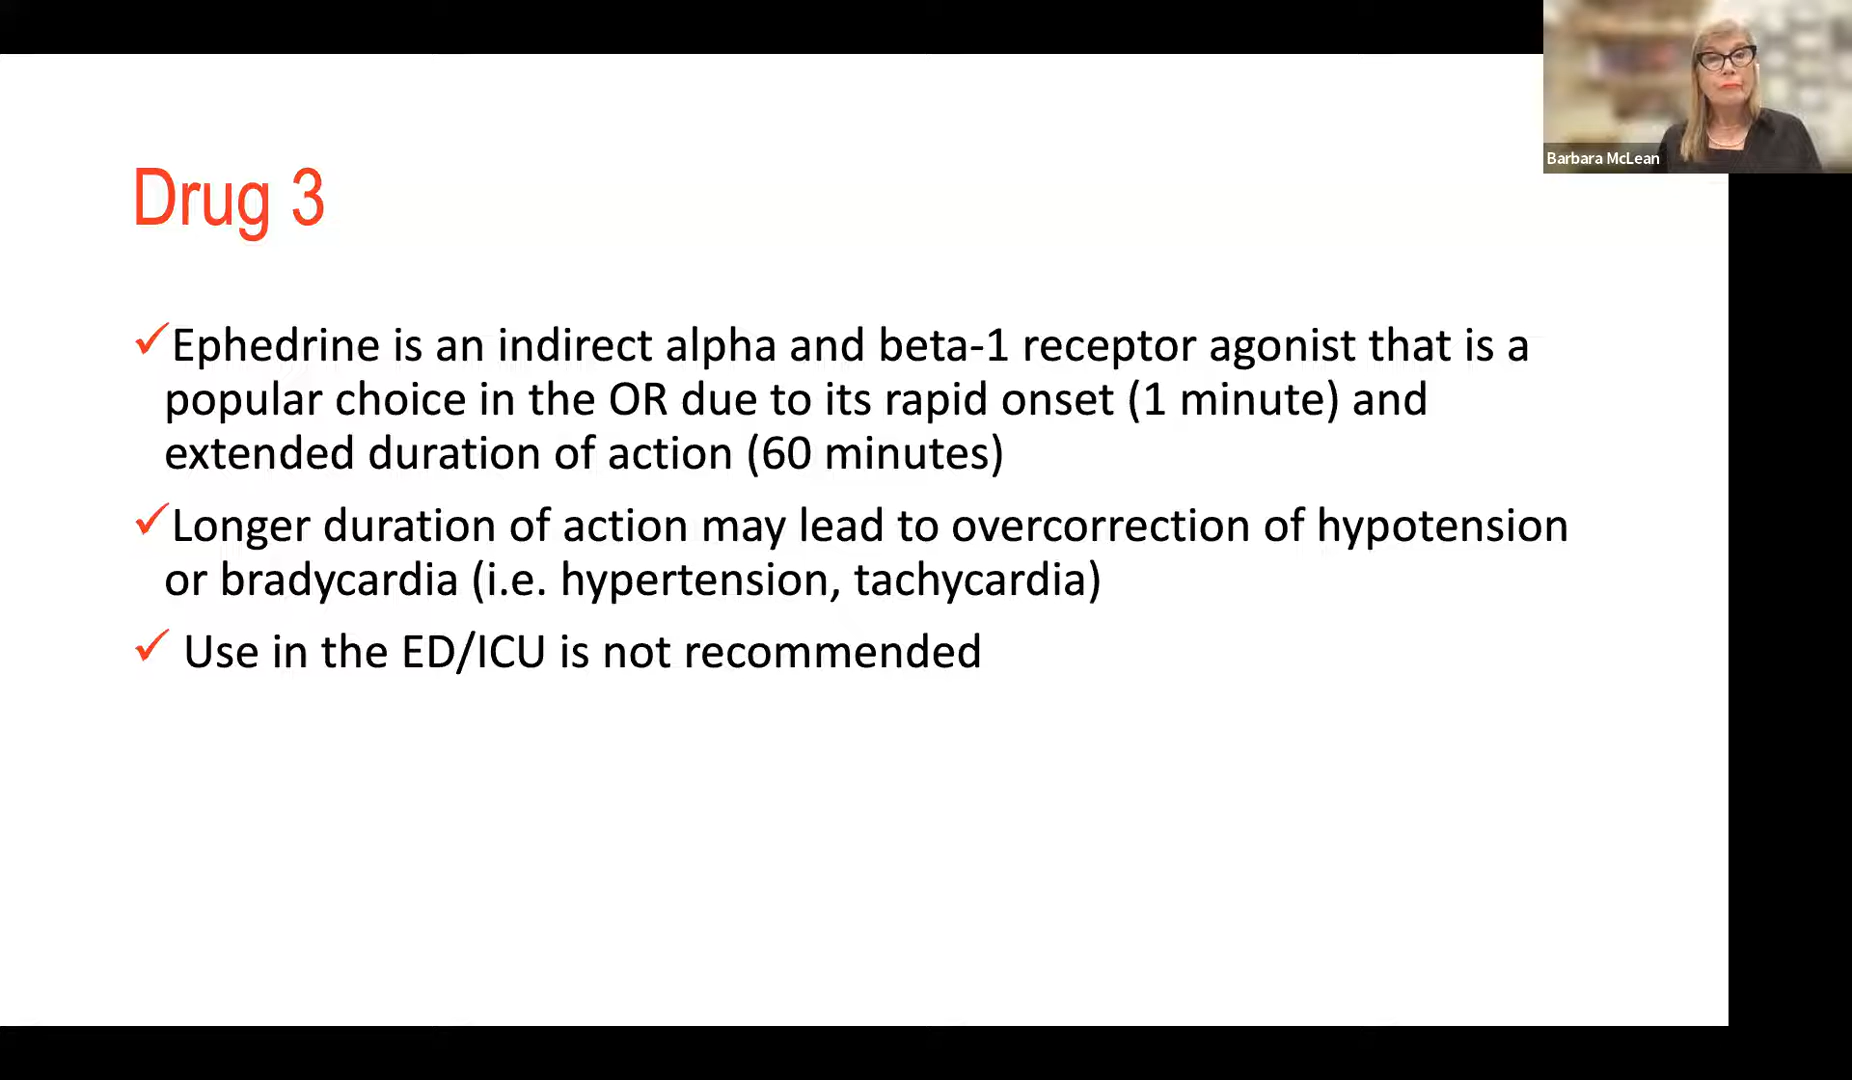 Barbara McLean
Drug 3
✓Ephedrine is an indirect alpha and beta-1 receptor agonist that is a
popular choice in the OR due to its rapid onset (1 minute) and
extended duration of action (60 minutes)
✓Longer duration of action may lead to overcorrection of hypotension
or bradycardia (i.e. hypertension, tachycardia)
✓ Use in the ED/ICU is not recommended